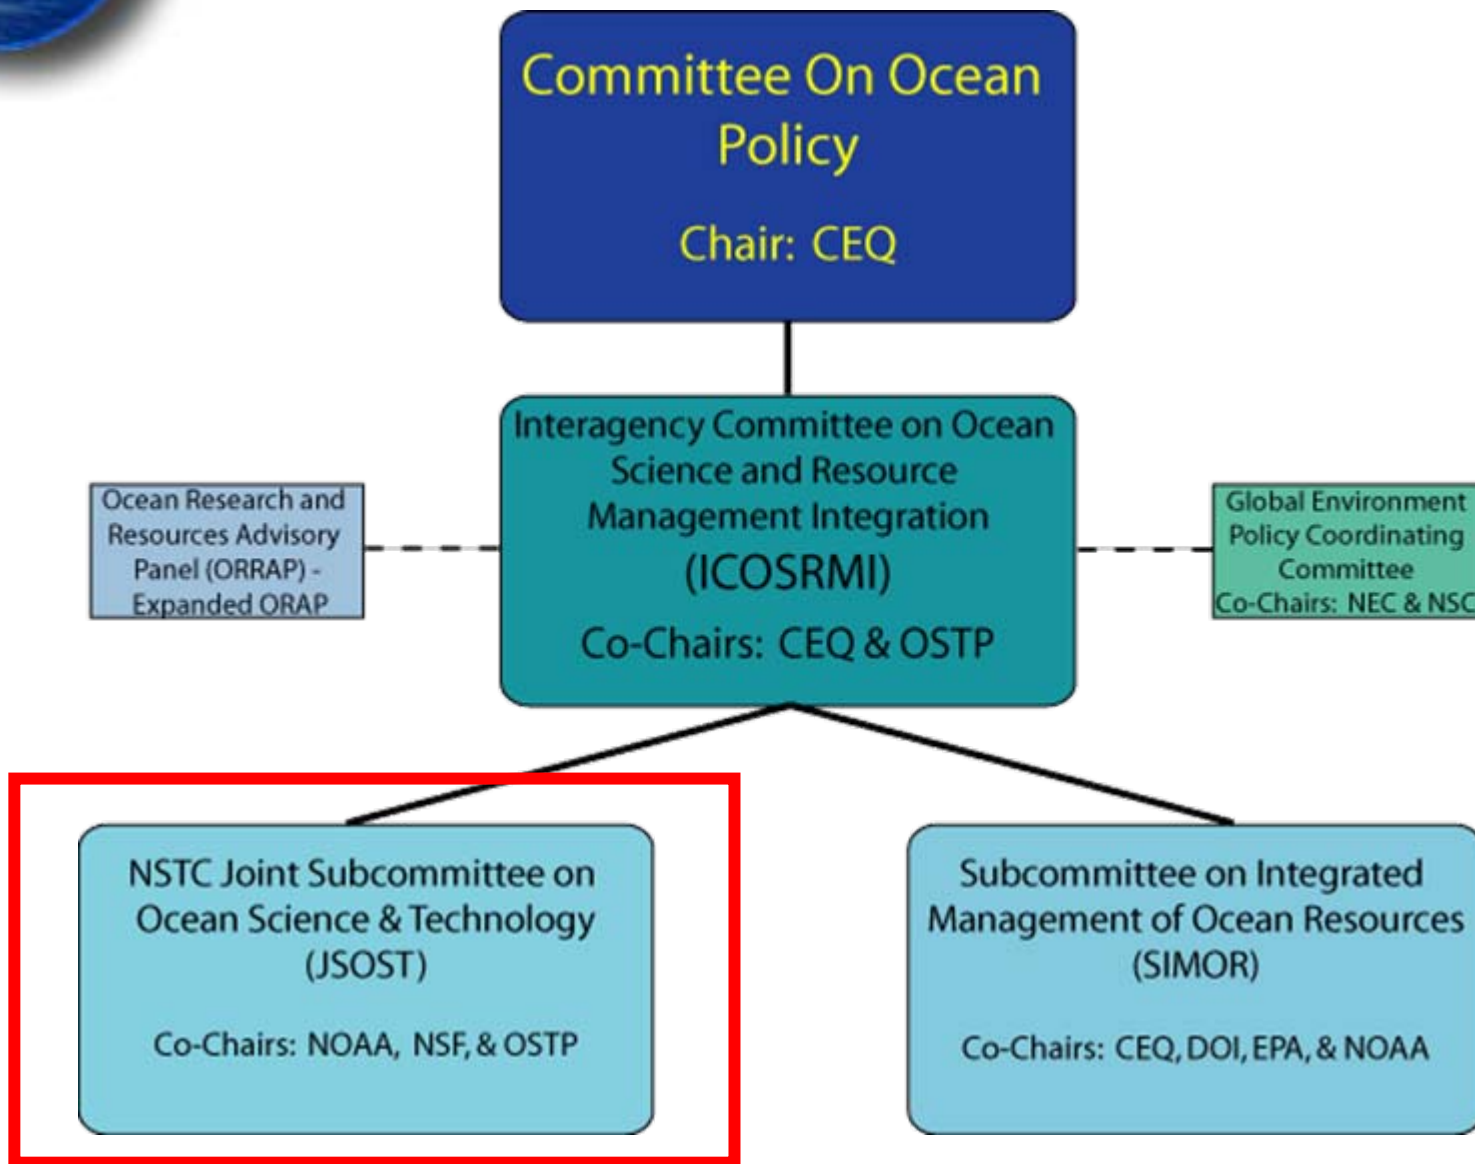 Committee On Ocean
Policy
Chair: CEQ
Interagency Committee on Ocean
Science and Resource
Management Integration
(ICOSRMI)
Co-Chairs: CEQ & OSTP
Ocean Research and
Resources Advisory
Panel (ORRAP) -
Expanded ORAP
Global Environment
Policy Coordinating
Committee
Co-Chairs: NEC & NSC
NSTC Joint Subcommittee on
Ocean Science & Technology
(JSOST)
Co-Chairs: NOAA, NSF, & OSTP
Subcommittee on Integrated
Management of Ocean Resources
(SIMOR)
Co-Chairs: CEQ, DOI, EPA, & NOAA